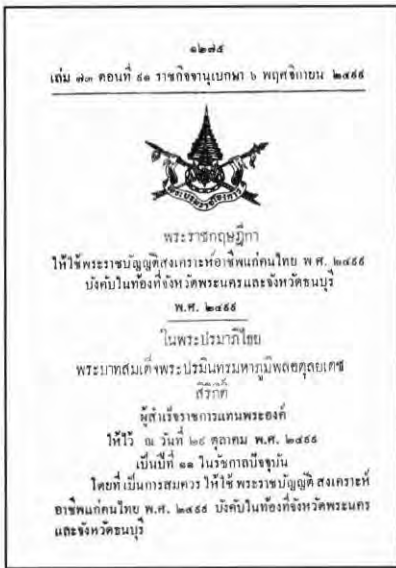 ๑๒๗๕
เล่ม ๗๓ ตอนที่ ๙๑ ราชกิจจานุเบกษา ๖ พฤศจิกายน ๒๔๙๙
พระบรมราชโองการ
พระราชกฤษฎีกา
ให้ใช้พระราชบัญญัติสงเคราะห์อาชีพแก่คนไทย พ.ศ. ๒๔๙๙
บังคับในท้องที่จังหวัดพระนครและจังหวัดธนบุรี
พ.ศ. ๒๔๙๙
ในพระปรมาภิไธย
พระบาทสมเด็จพระปรมินทรมหาภูมิพลอดุลยเดช
สิริกิติ์
ผู้สำเร็จราชการแทนพระองค์
ให้ไว้ ณ วันที่ ๒๙ ตุลาคม พ.ศ. ๒๔๙๙
เป็นปีที่ ๑๑ ในรัชกาลปัจจุบัน
โดยที่เป็นการสมควร ให้ใช้ พระราชบัญญัติ สงเคราะห์
อาชีพแก่คนไทย พ.ศ. ๒๔๙๙ บังคับในท้องที่จังหวัดพระนคร
และจังหวัดธนบุรี